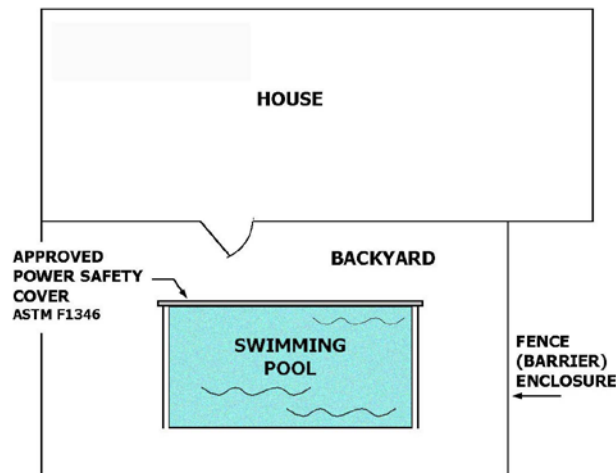 HOUSE
BACKYARD
APPROVED
POWER SAFETY
COVER
ASTM F1346
SWIMMING
POOL
FENCE
(BARRIER)
ENCLOSURE